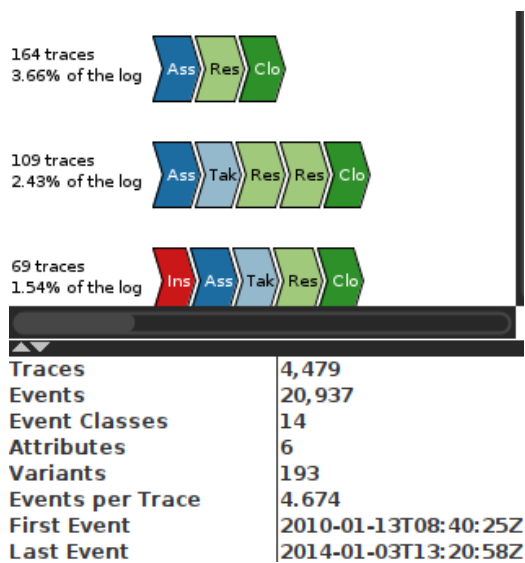 164 traces
3.66% of the log
Ass Res Clo
109 traces
2.43% of the log
Ass Tak Res Res Clo
69 traces
1.54% of the log
Ins Ass Tak Res Clo
Traces 4,479
Events 20,937
Event Classes 14
Attributes 6
Variants 193
Events per Trace 4.674
First Event 2010-01-13T08:40:25Z
Last Event 2014-01-03T13:20:58Z